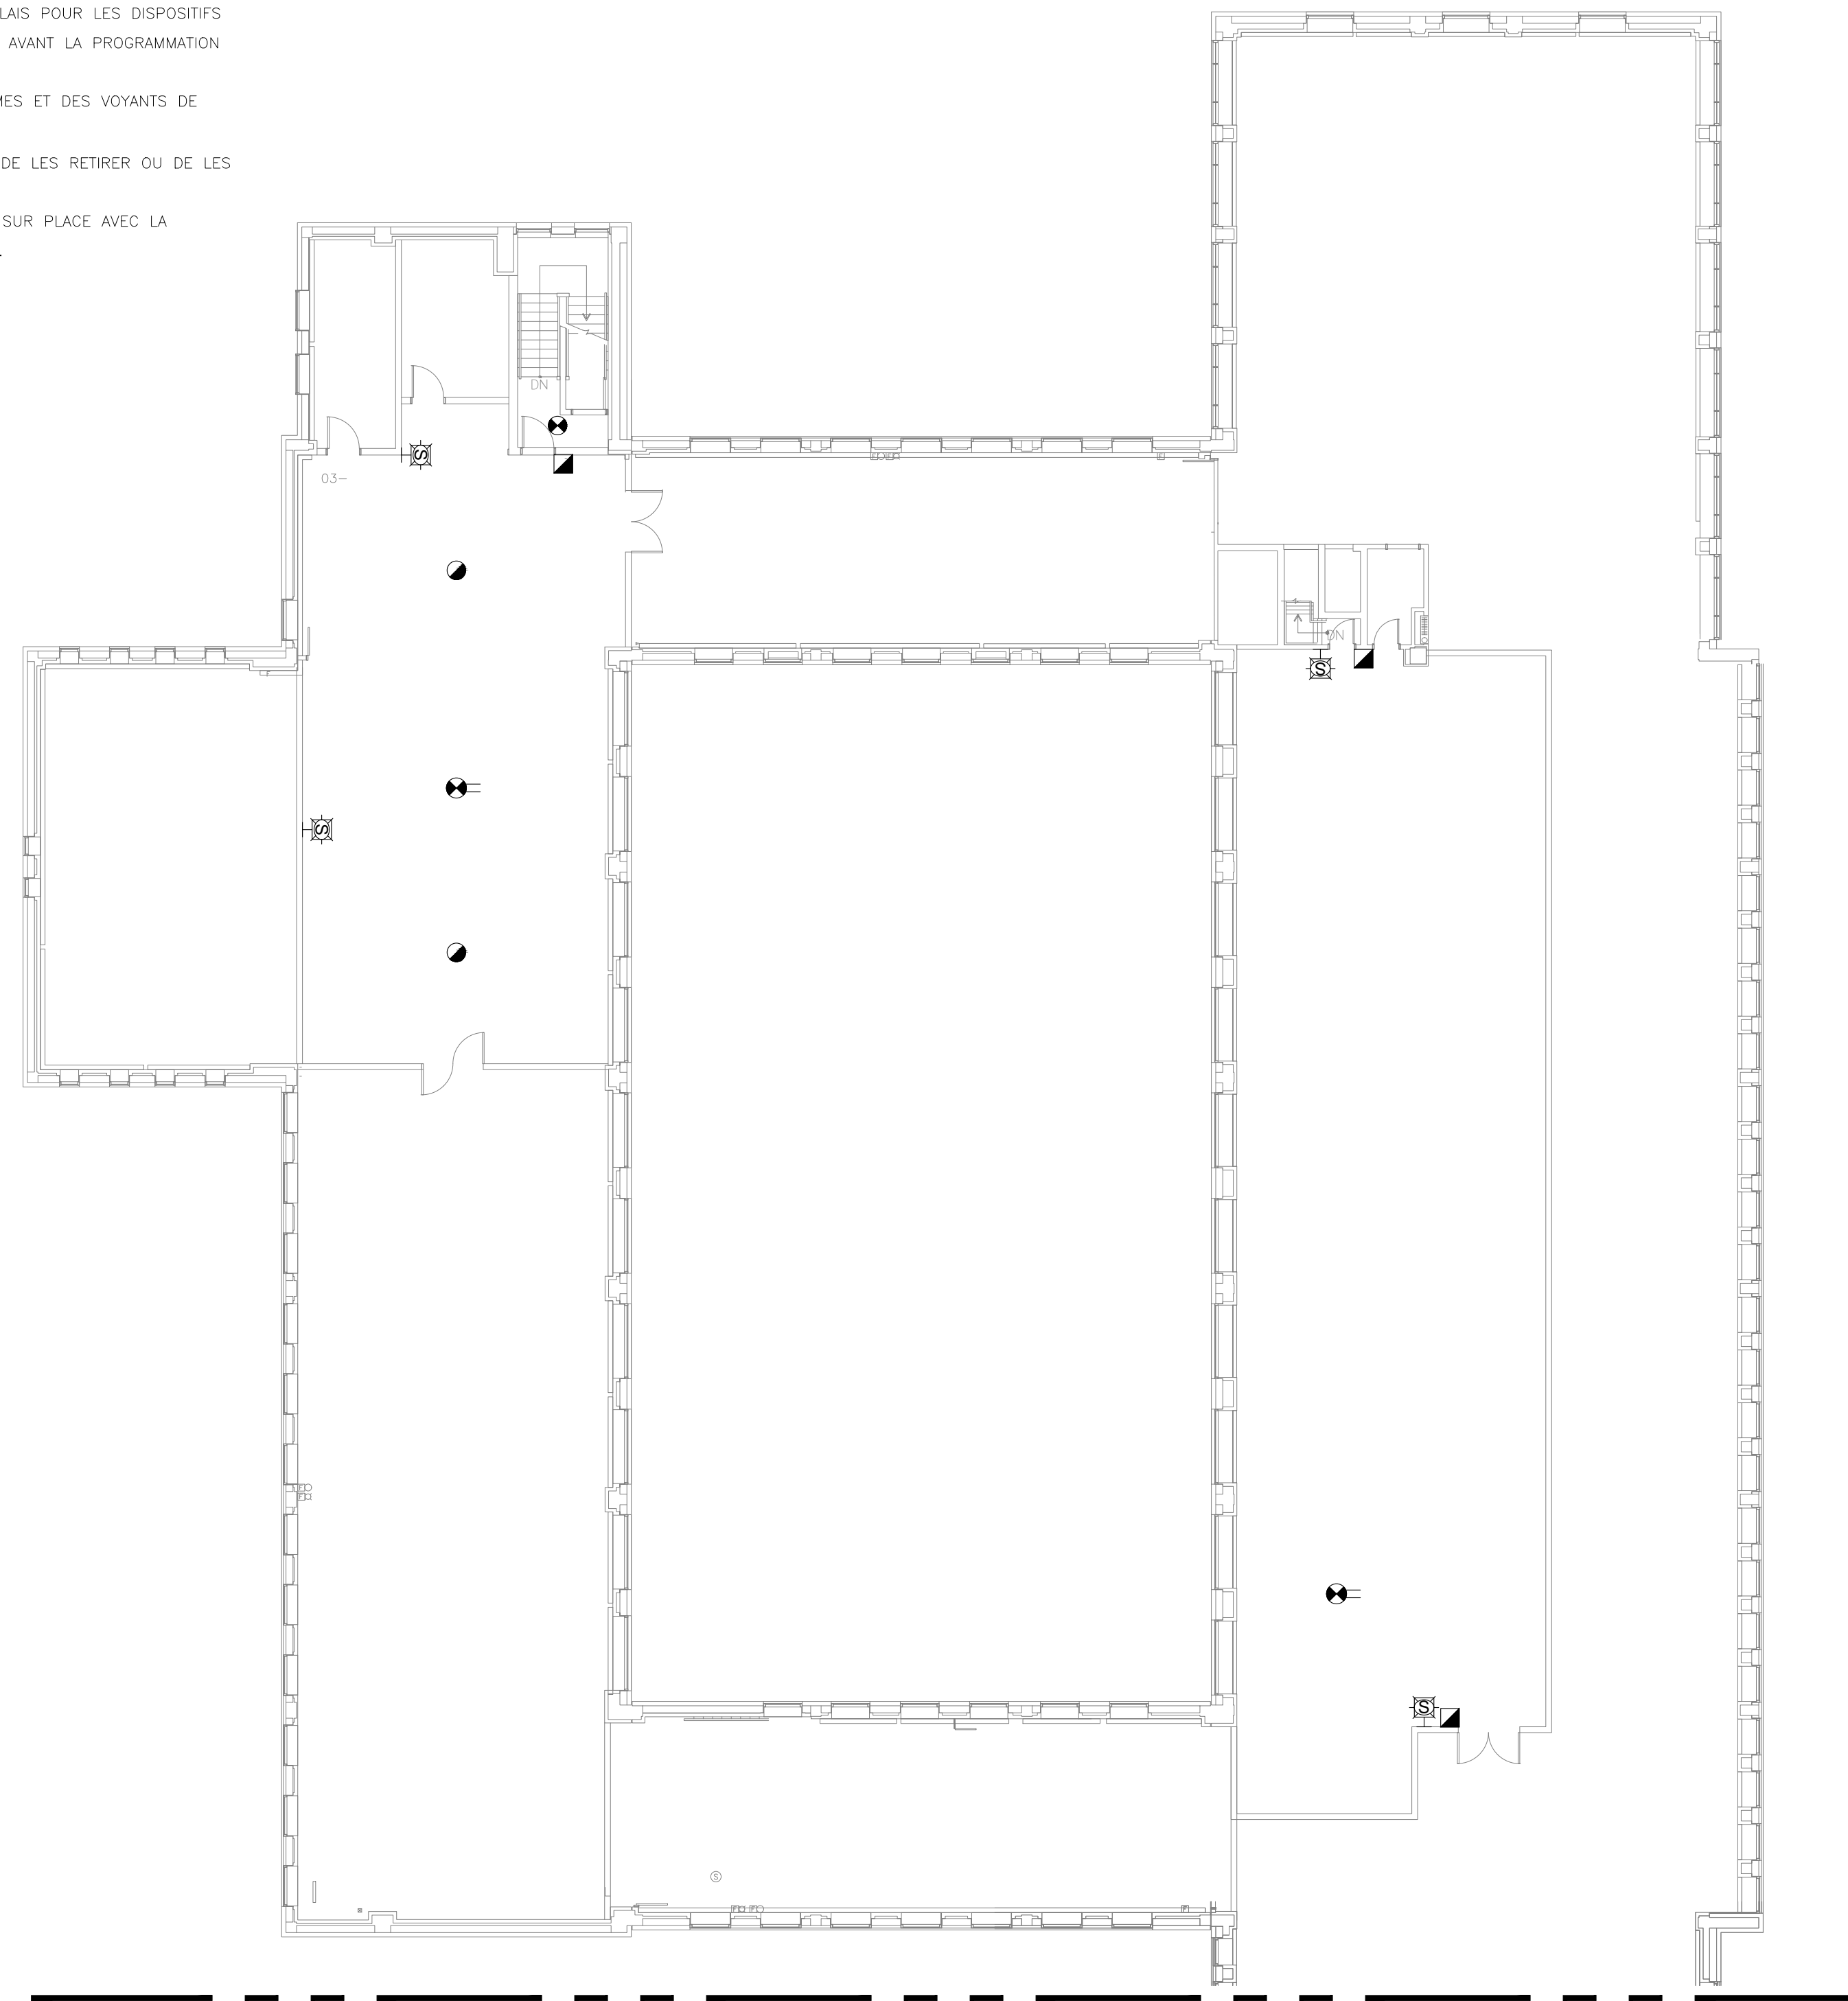 LAIS POUR LES DISPOSITIFS
AVANT LA PROGRAMMATION
MES ET DES VOYANTS DE
DE LES RETIRER OU DE LES
SUR PLACE AVEC LA
DN
S
03-
DN
S
S
S
S